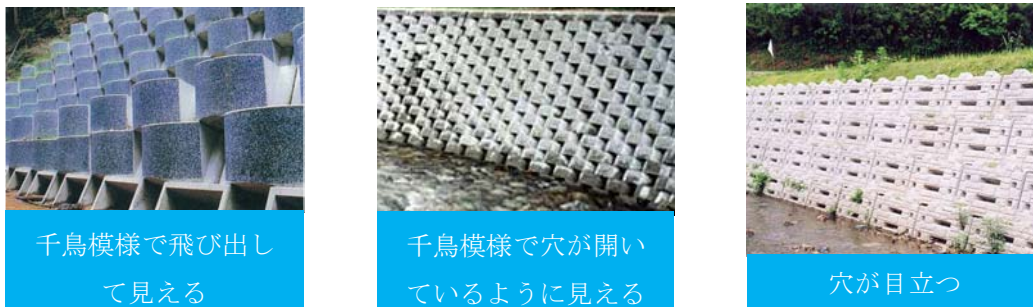 千鳥模様で飛び出し
て見える
千鳥模様で穴が開い
ているように見える
穴が目立つ